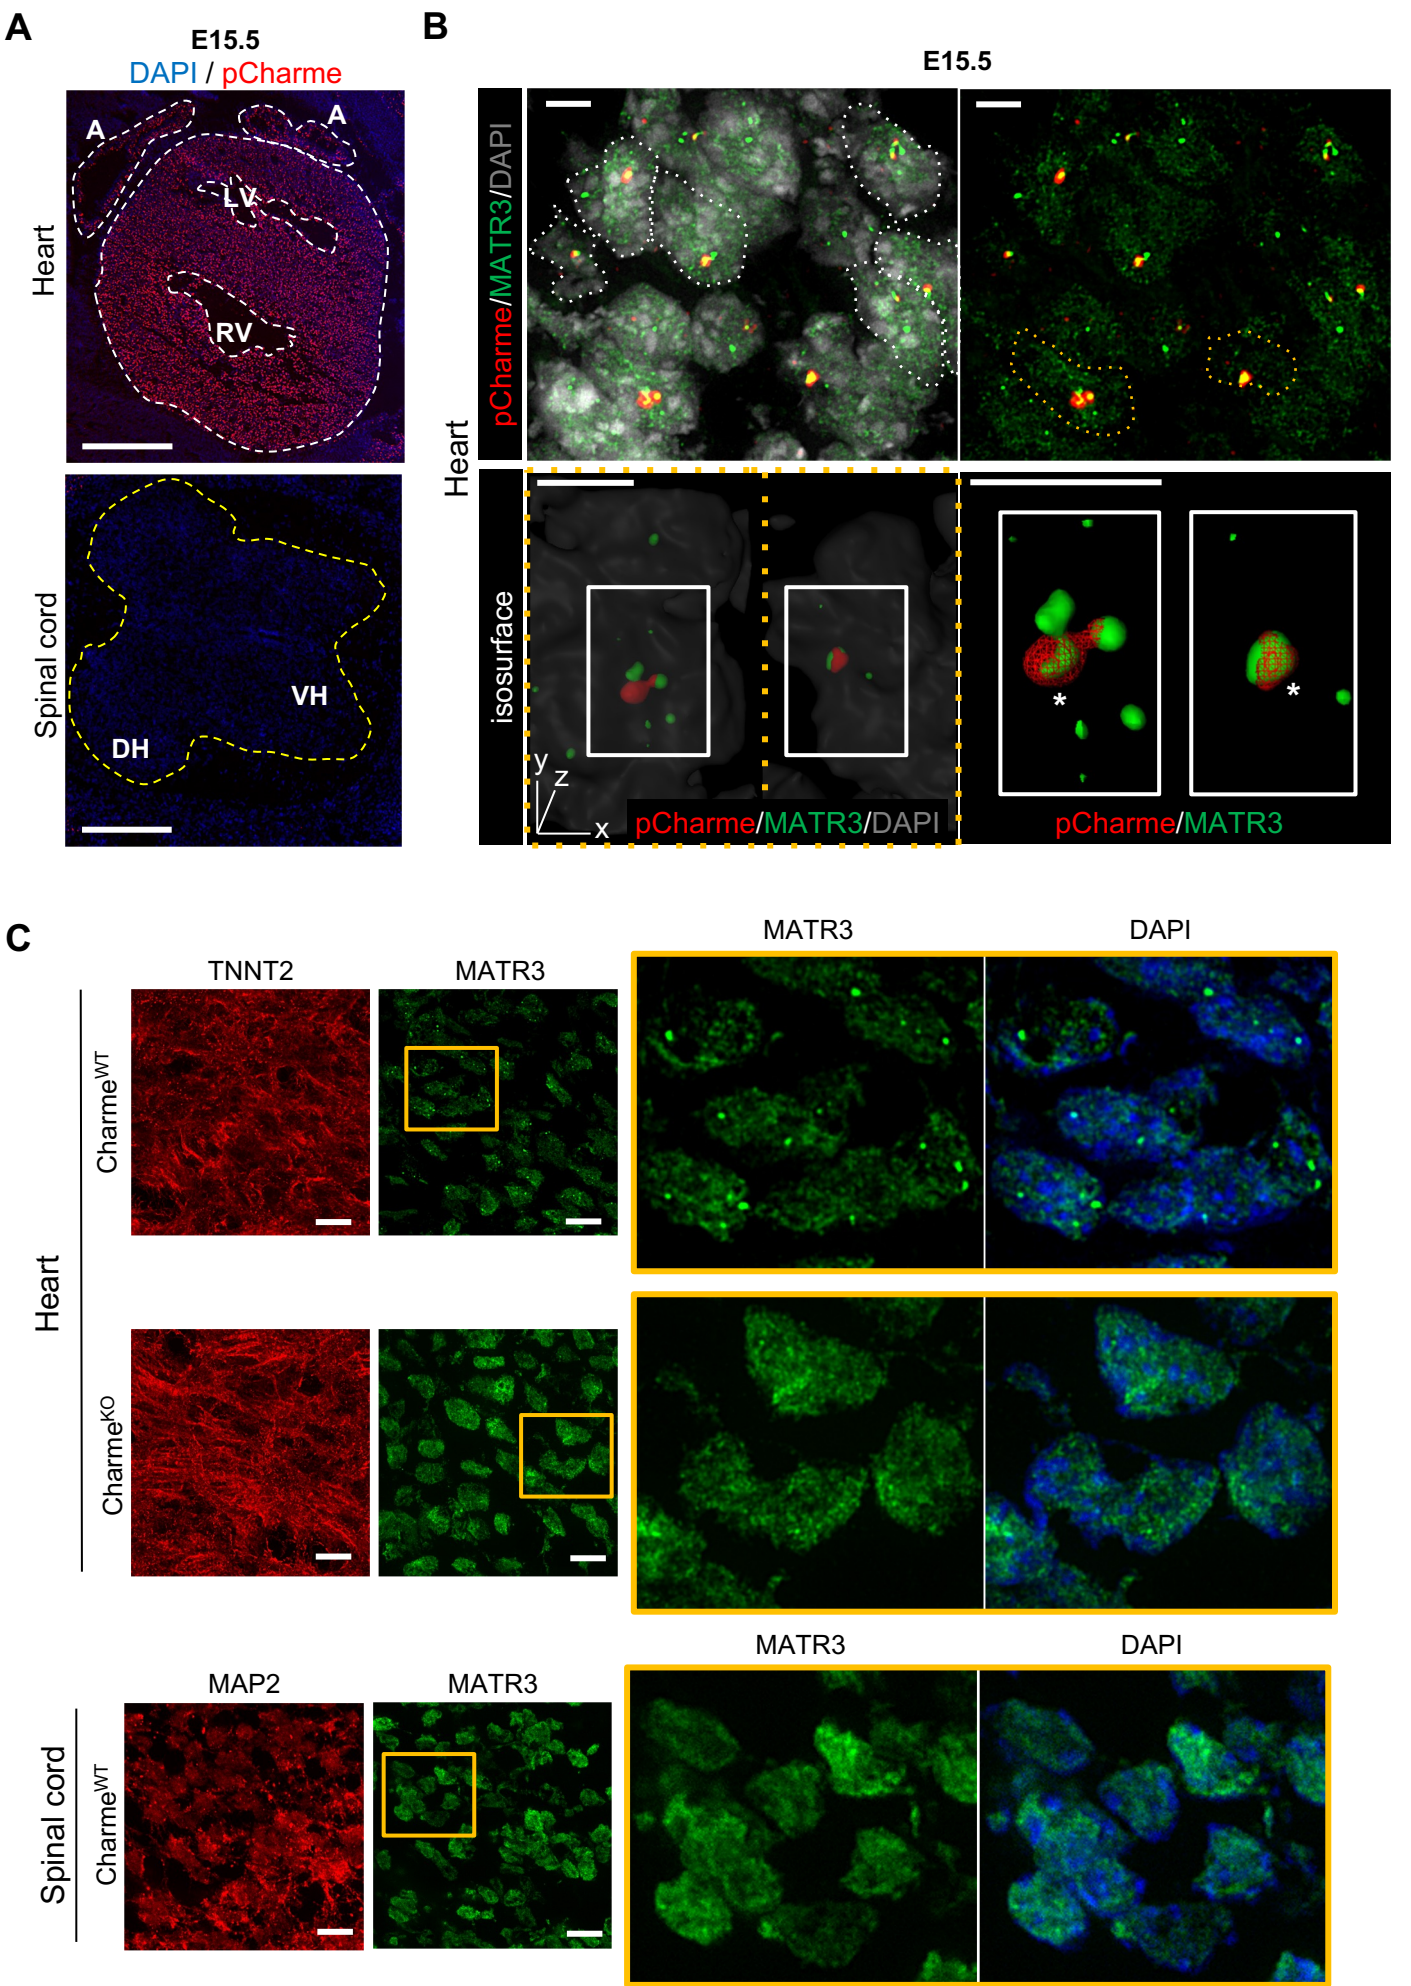 A
E15.5
DAPI / pCharme
Heart
A
A
LV
RV
Spinal cord
VH
DH
B
E15.5
Heart
pCharme/MATR3/DAPI
isosurface
y
z
x
pCharme/MATR3/DAPI
*
*
pCharme/MATR3
C
TNNT2
MATR3
MATR3
DAPI
Heart
CharmeWT
CharmeKO
MAP2
MATR3
MATR3
DAPI
Spinal cord
CharmeWT